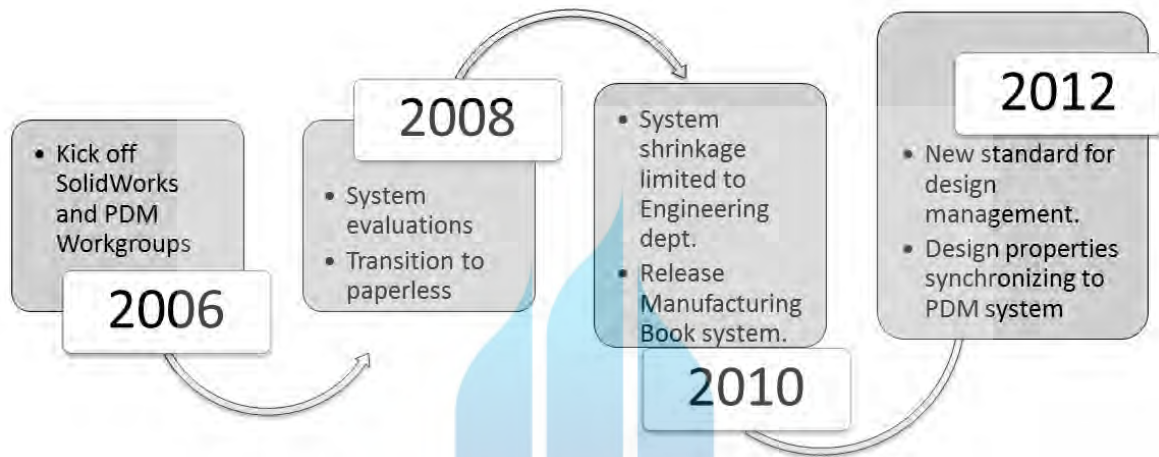 • Kick off
SolidWorks
and PDM
Workgroups
2006
2008
• System
evaluations
• Transition to
paperless
• System
shrinkage
limited to
Engineering
dept.
• Release
Manufacturing
Book system.
2010
2012
• New standard for
design
management.
• Design properties
synchronizing to
PDM system